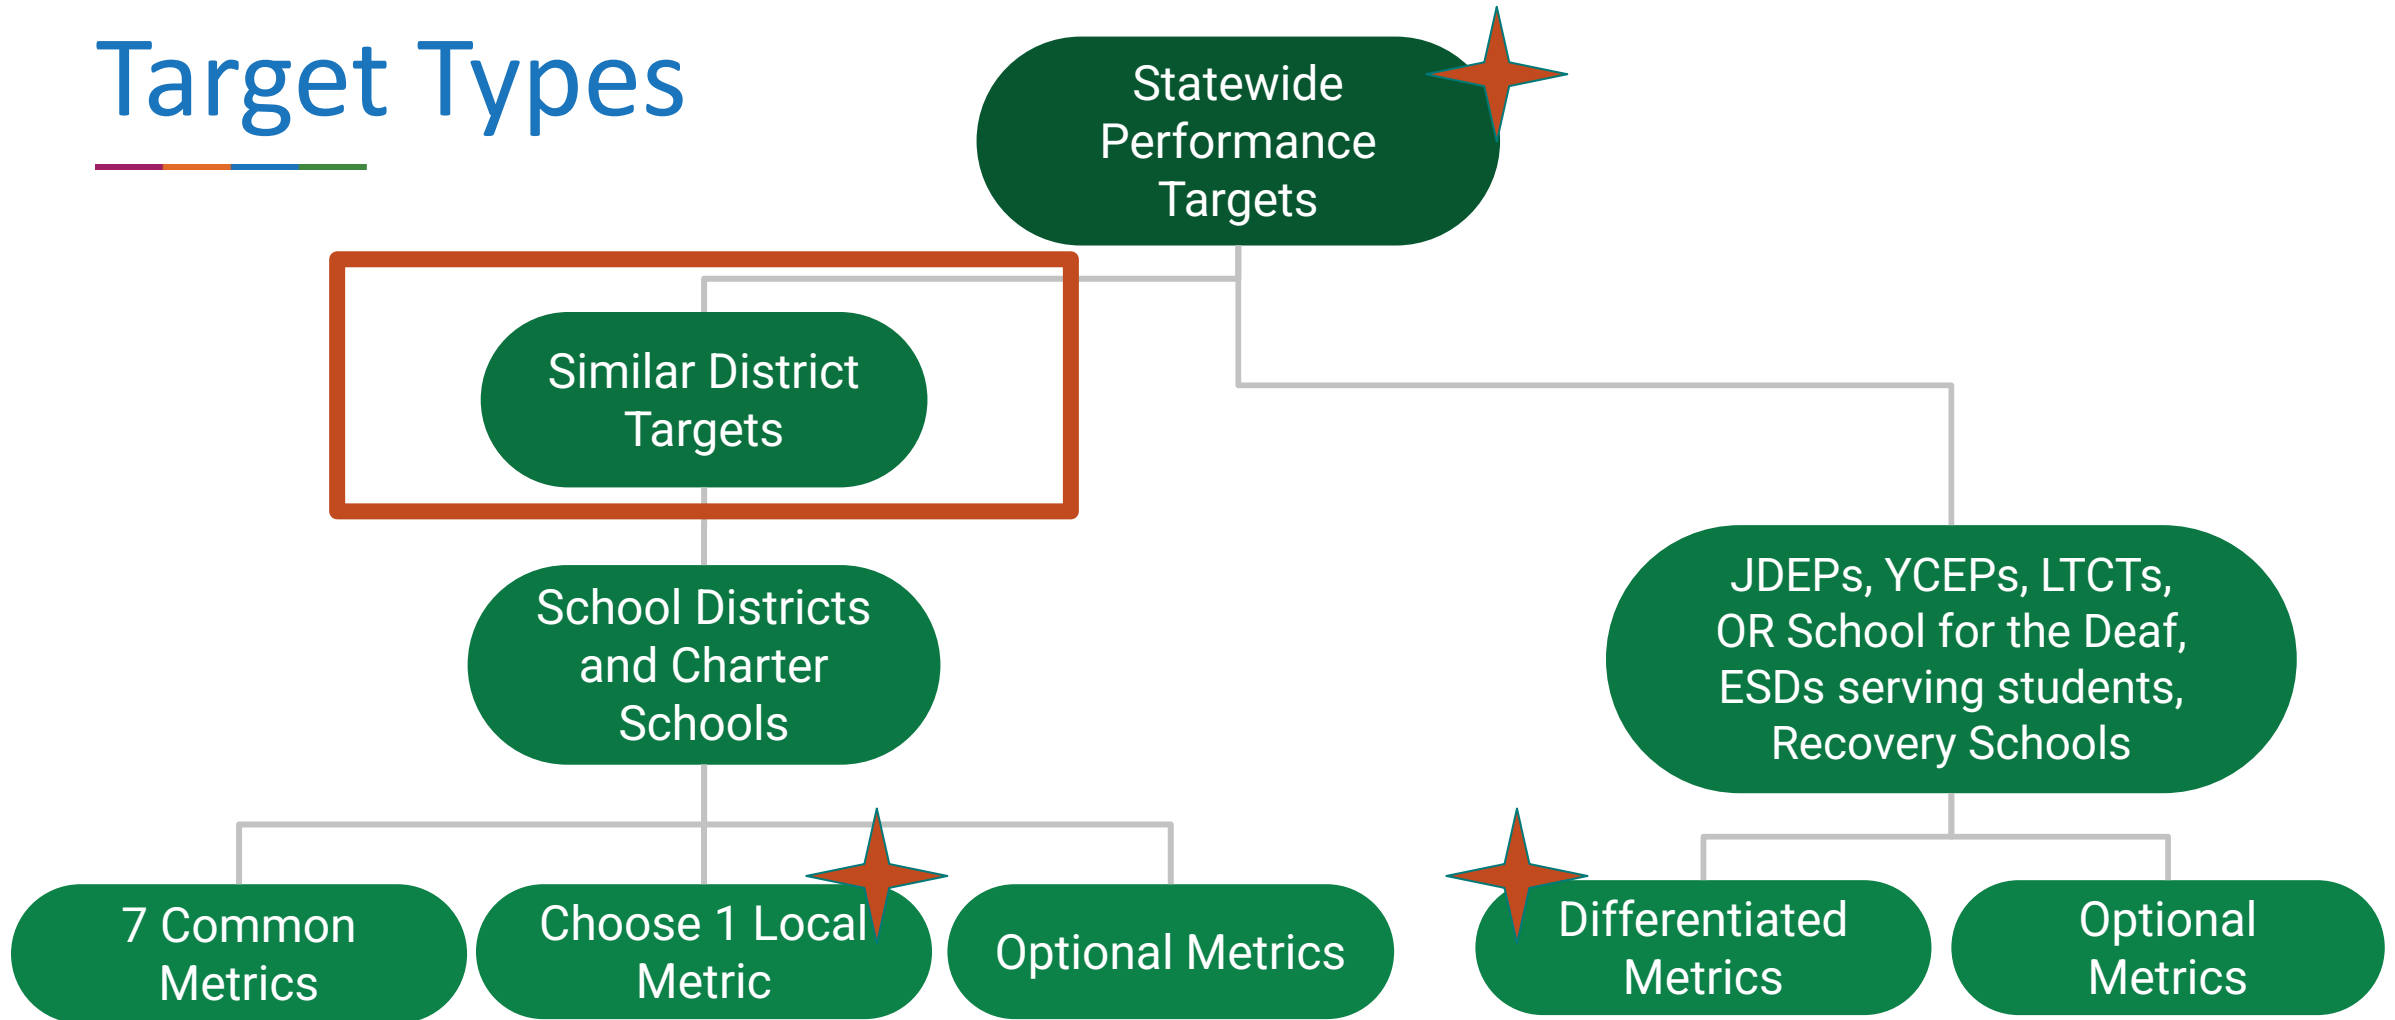 Target Types
Statewide
Performance
Targets
Similar District
Targets
School Districts
and Charter
Schools
JDEPs, YCEPs, LTCTs,
OR School for the Deaf,
ESDs serving students,
Recovery Schools
7 Common
Metrics
Choose 1 Local
Metric
Optional Metrics
Differentiated
Metrics
Optional
Metrics